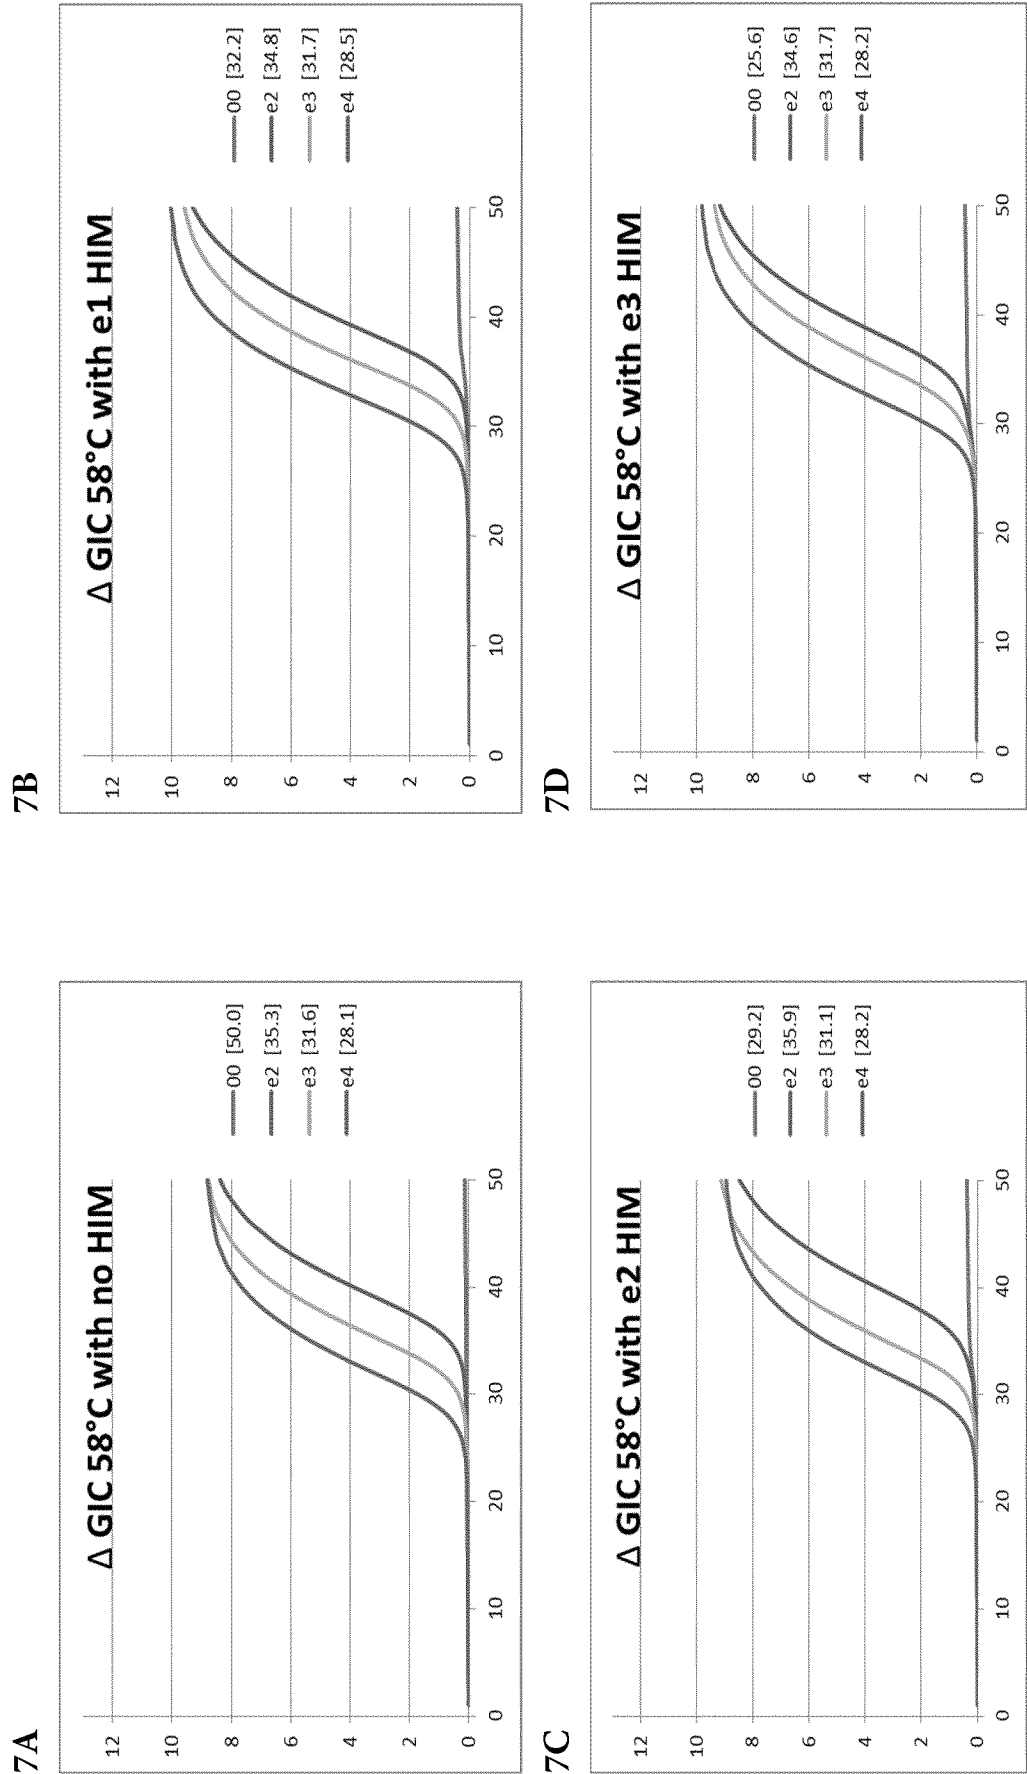 7A
Δ GIC 58°C with no HIM
12
10
8
6
4
2
0
0 10 20 30 40 50
00 [50.0]
e2 [35.3]
e3 [31.6]
e4 [28.1]
7B
Δ GIC 58°C with e1 HIM
12
10
8
6
4
2
0
0 10 20 30 40 50
00 [32.2]
e2 [34.8]
e3 [31.7]
e4 [28.5]
7C
Δ GIC 58°C with e2 HIM
12
10
8
6
4
2
0
0 10 20 30 40 50
00 [29.2]
e2 [35.9]
e3 [31.1]
e4 [28.2]
7D
Δ GIC 58°C with e3 HIM
12
10
8
6
4
2
0
0 10 20 30 40 50
00 [25.6]
e2 [34.6]
e3 [31.7]
e4 [28.2]